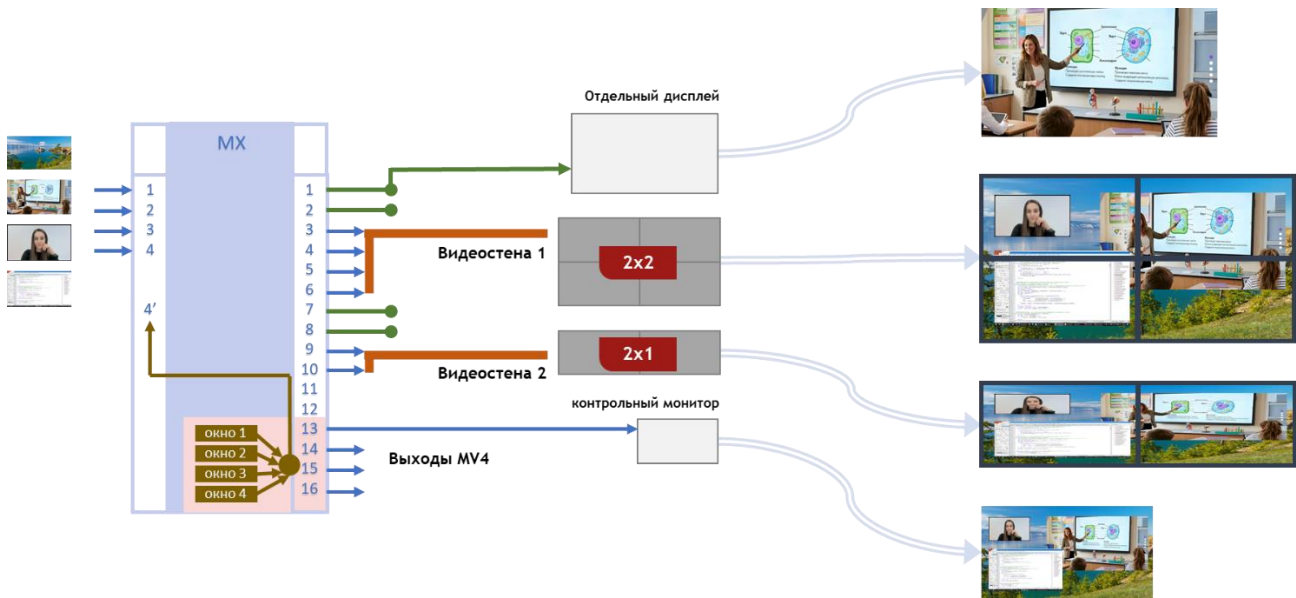 MX
1
2
3
4
4’
1
2
3
4
5
6
7
8
9
10
11
12
13
14
15
16
окно 1
окно 2
окно 3
окно 4
Отдельный дисплей
Видеостена 1
2x2
Видеостена 2
2x1
контрольный монитор
Выходы MV4